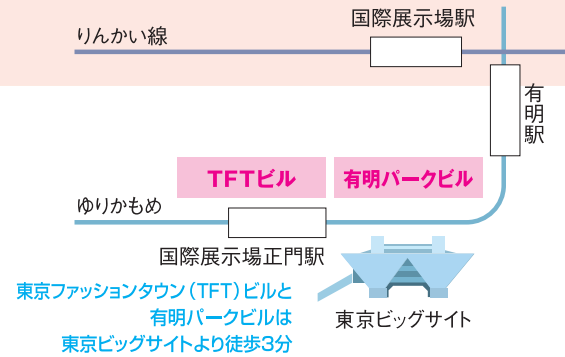 国際展示場駅
りんかい線
有明駅
TFTビル
有明パークビル
ゆりかもめ
国際展示場正門駅
東京ファッションタウン(TFT)ビルと
有明パークビルは
東京ビッグサイトより徒歩3分
東京ビッグサイト